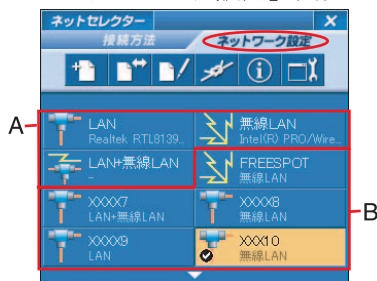 ネットセレクター
接続方法
ネットワーク設定
A
LAN
Realtek RTL8139...
無線LAN
Intel(R) PRO/Wire...
LAN+無線LAN
-
FREESPOT
無線LAN
XXXX7
LAN+無線LAN
XXXX8
無線LAN
B
XXXX9
LAN
XXX10
無線LAN